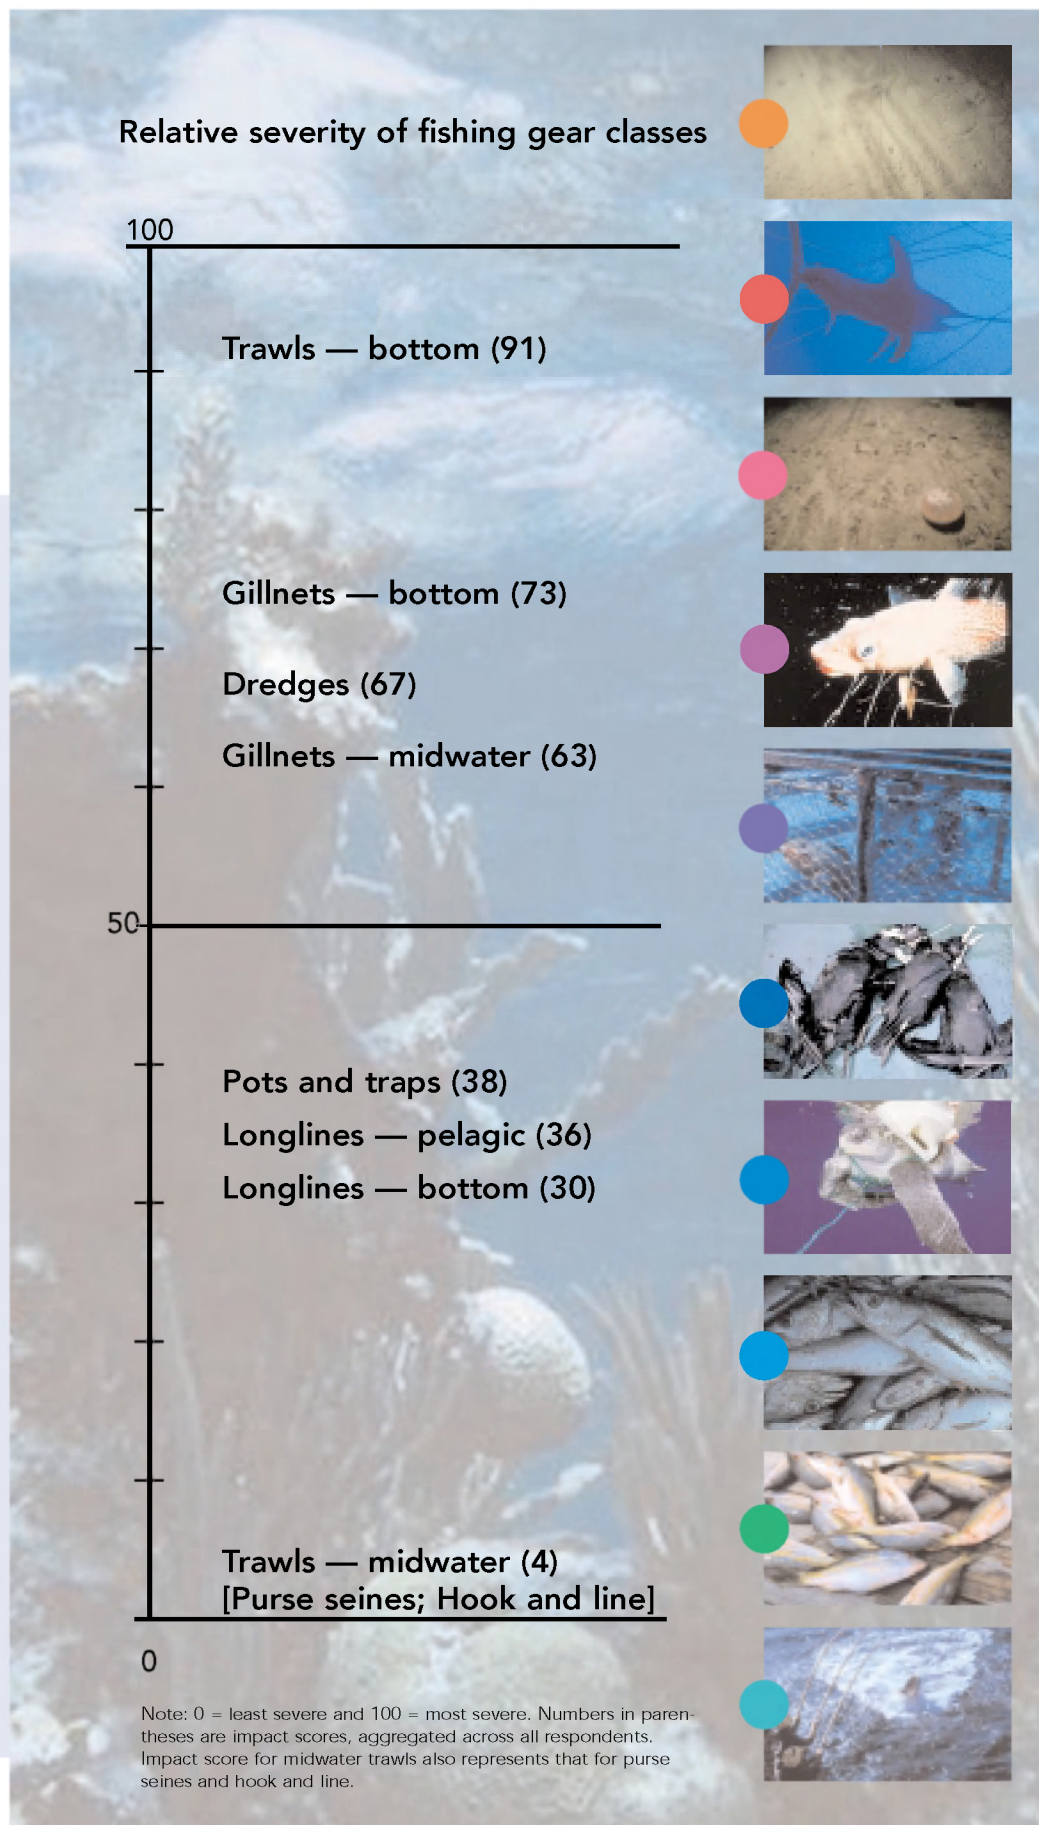 Relative severity of fishing gear classes
100
Trawls — bottom (91)
Gillnets — bottom (73)
Dredges (67)
Gillnets — midwater (63)
50
Pots and traps (38)
Longlines — pelagic (36)
Longlines — bottom (30)
Trawls — midwater (4)
[Purse seines; Hook and line]
0
Note: 0 = least severe and 100 = most severe. Numbers in paren-
theses are impact scores, aggregated across all respondents.
Impact score for midwater trawls also represents that for purse
seines and hook and line.